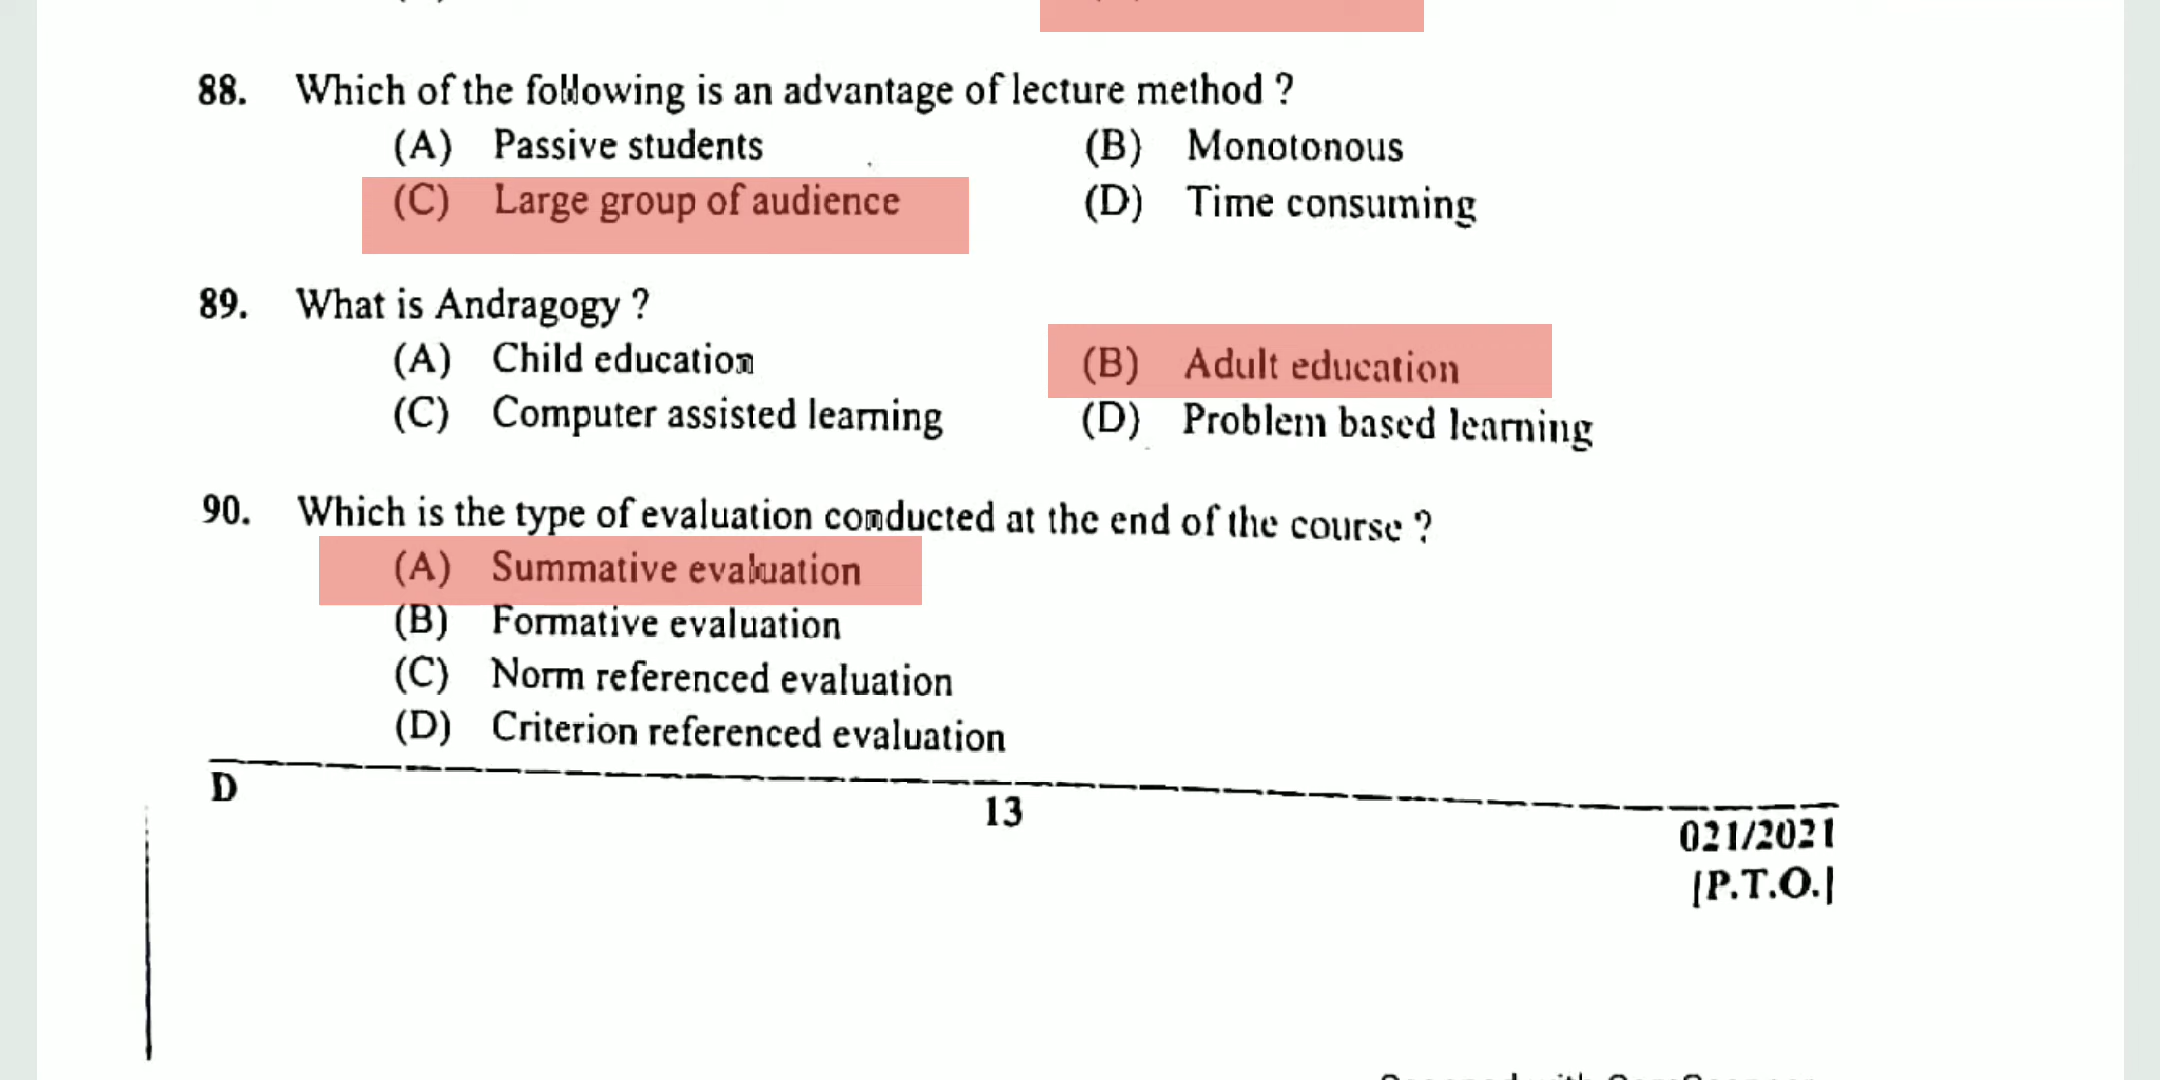 88. Which of the following is an advantage of lecture method ?
(A) Passive students (B) Monotonous
(C) Large group of audience (D) Time consuming
89. What is Andragogy ?
(A) Child education (B) Adult education
(C) Computer assisted learning (D) Problem based learning
90. Which is the type of evaluation conducted at the end of the course ?
(A) Summative evaluation
(B) Formative evaluation
(C) Norm referenced evaluation
(D) Criterion referenced evaluation
D
13
021/2021
[P.T.O.]